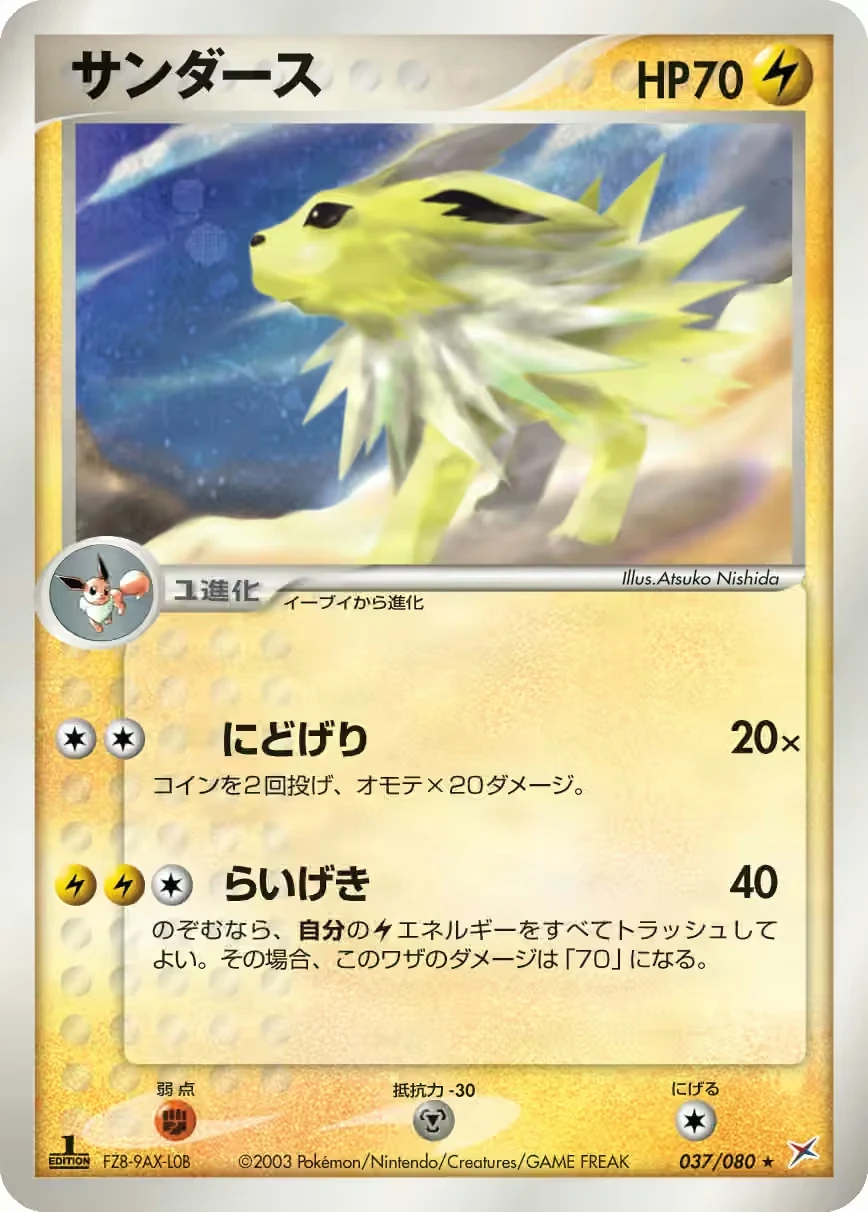 サンダース HP70
Illus.Atsuko Nishida
1進化 イーブイから進化
にどげり 20×
コインを2回投げ、オモテ×20ダメージ。
らいげき 40
のぞむなら、自分のエネルギーをすべてトラッシュして
よい。その場合、このワザのダメージは「70」になる。
弱点 抵抗力 -30 にげる
1 EDITION FZ8-9AX-L0B ©2003 Pokémon/Nintendo/Creatures/GAME FREAK 037/080 ★